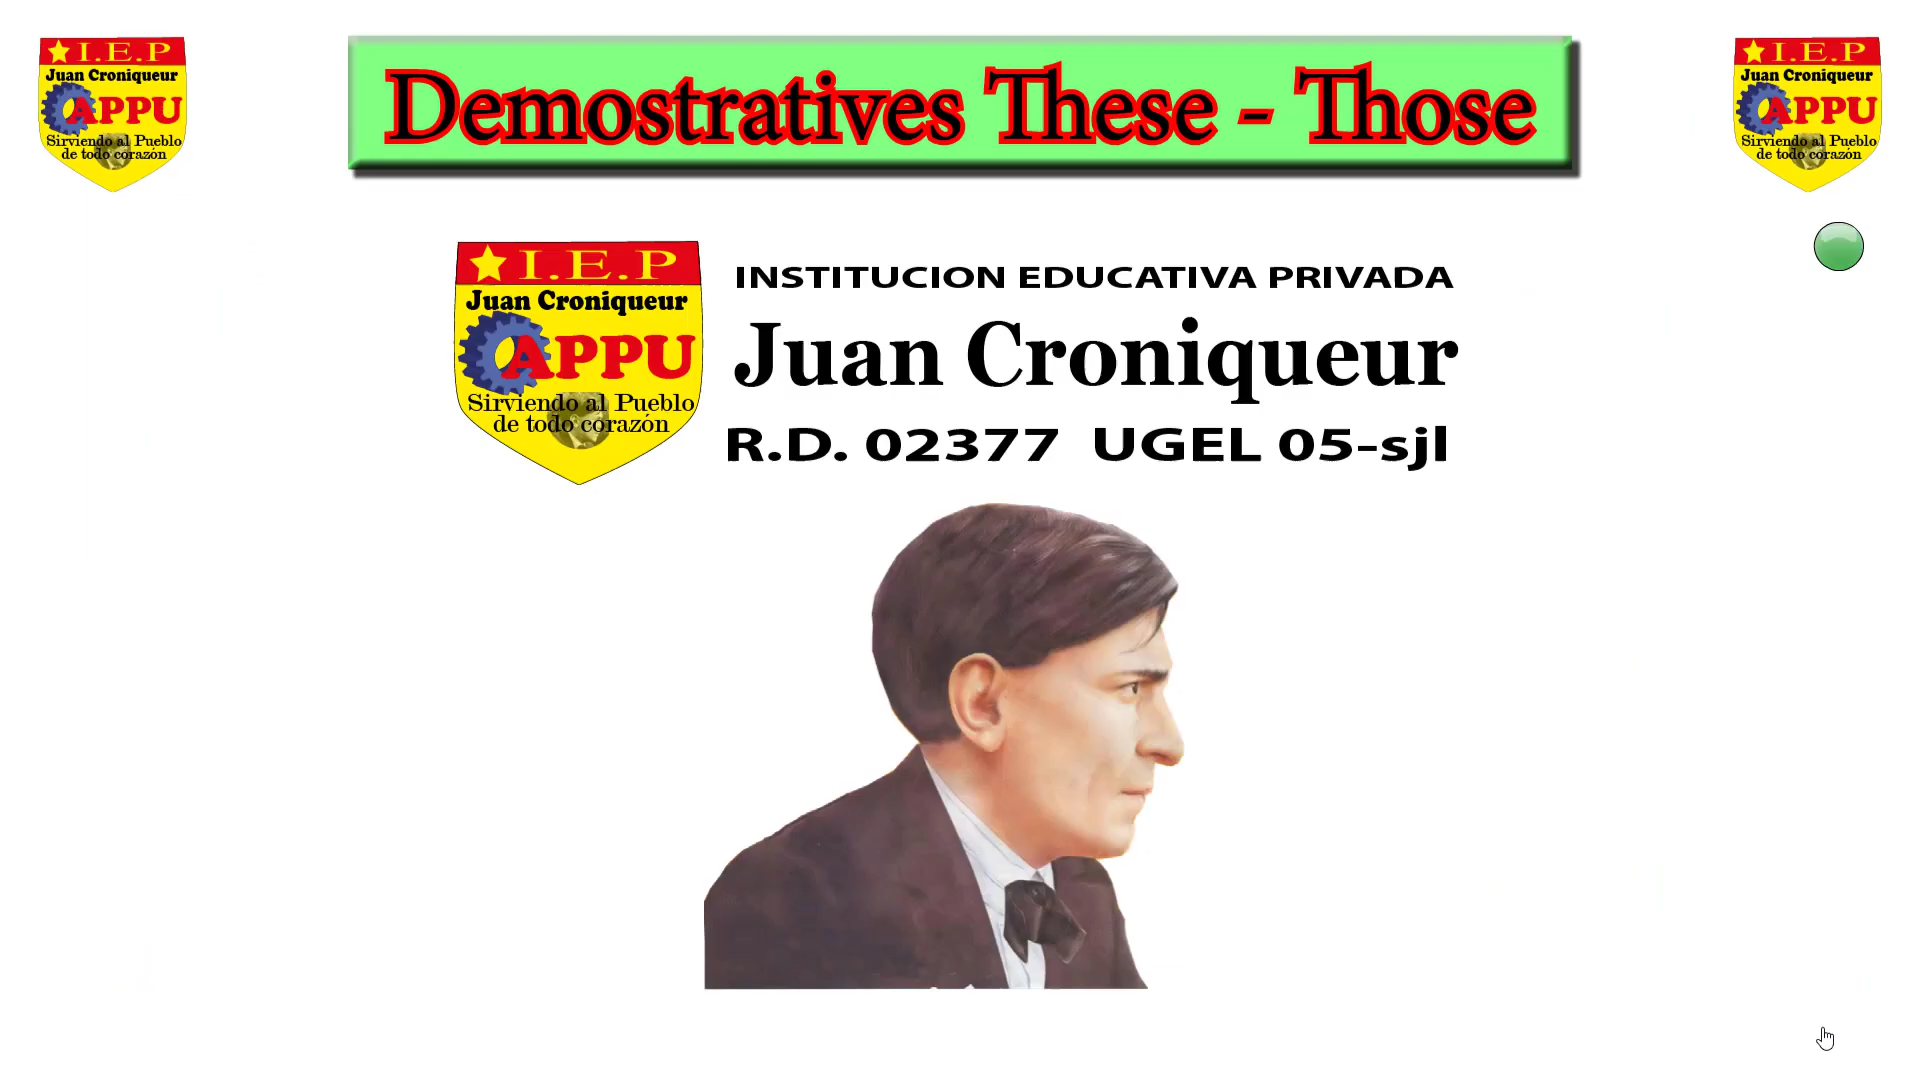 I.E.P
Juan Croniqueur
APPU
Sirviendo al Pueblo
de todo corazón
Demostratives These - Those
I.E.P
Juan Croniqueur
APPU
Sirviendo al Pueblo
de todo corazón
I.E.P
Juan Croniqueur
APPU
Sirviendo al Pueblo
de todo corazón
INSTITUCION EDUCATIVA PRIVADA
Juan Croniqueur
R.D. 02377 UGEL 05-sjl